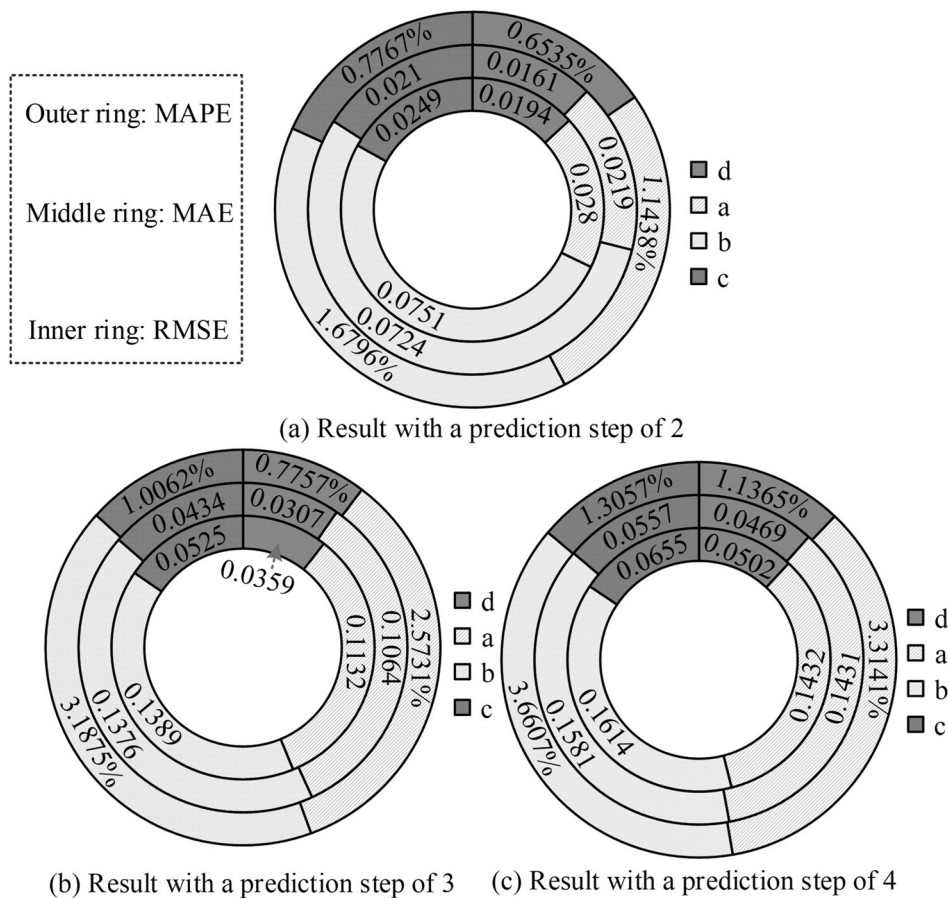 Outer ring: MAPE
Middle ring: MAE
Inner ring: RMSE
0.7767%
0.6535%
0.021
0.0161
0.0249
0.0194
0.028
0.0219
1.1438%
0.0751
0.0724
1.6796%
d
a
b
c
(a) Result with a prediction step of 2
1.0062%
0.7757%
0.0434
0.0307
0.0525
0.0359
0.1132
0.1064
2.5731%
0.1389
0.1376
3.1875%
d
a
b
c
(b) Result with a prediction step of 3
1.3057%
1.1365%
0.0557
0.0469
0.0655
0.0502
0.1432
0.1431
3.3141%
0.1614
0.1581
3.6607%
d
a
b
c
(c) Result with a prediction step of 4